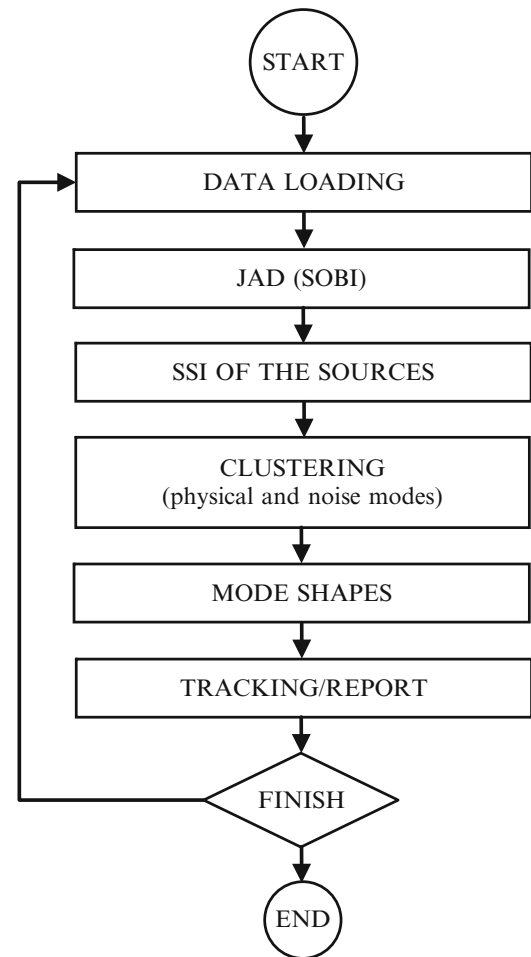 START
DATA LOADING
JAD (SOBI)
SSI OF THE SOURCES
CLUSTERING
(physical and noise modes)
MODE SHAPES
TRACKING/REPORT
FINISH
END